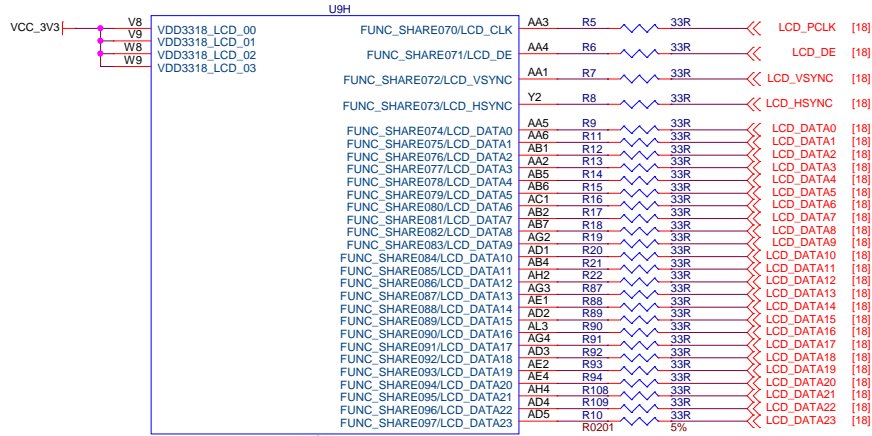 U9H
VCC_3V3 V8 VDD3318_LCD_00 FUNC_SHARE070/LCD_CLK AA3 R5 33R LCD_PCLK [18]
V9 VDD3318_LCD_01
W8 VDD3318_LCD_02 FUNC_SHARE071/LCD_DE AA4 R6 33R LCD_DE [18]
W9 VDD3318_LCD_03
FUNC_SHARE072/LCD_VSYNC AA1 R7 33R LCD_VSYNC [18]
FUNC_SHARE073/LCD_HSYNC Y2 R8 33R LCD_HSYNC [18]
FUNC_SHARE074/LCD_DATA0 AA5 R9 33R LCD_DATA0 [18]
FUNC_SHARE075/LCD_DATA1 AA6 R11 33R LCD_DATA1 [18]
FUNC_SHARE076/LCD_DATA2 AB1 R12 33R LCD_DATA2 [18]
FUNC_SHARE077/LCD_DATA3 AA2 R13 33R LCD_DATA3 [18]
FUNC_SHARE078/LCD_DATA4 AB5 R14 33R LCD_DATA4 [18]
FUNC_SHARE079/LCD_DATA5 AB6 R15 33R LCD_DATA5 [18]
FUNC_SHARE080/LCD_DATA6 AC1 R16 33R LCD_DATA6 [18]
FUNC_SHARE081/LCD_DATA7 AB2 R17 33R LCD_DATA7 [18]
FUNC_SHARE082/LCD_DATA8 AB7 R18 33R LCD_DATA8 [18]
FUNC_SHARE083/LCD_DATA9 AG2 R19 33R LCD_DATA9 [18]
FUNC_SHARE084/LCD_DATA10 AD1 R20 33R LCD_DATA10 [18]
FUNC_SHARE085/LCD_DATA11 AB4 R21 33R LCD_DATA11 [18]
FUNC_SHARE086/LCD_DATA12 AH2 R22 33R LCD_DATA12 [18]
FUNC_SHARE087/LCD_DATA13 AG3 R87 33R LCD_DATA13 [18]
FUNC_SHARE088/LCD_DATA14 AE1 R88 33R LCD_DATA14 [18]
FUNC_SHARE089/LCD_DATA15 AD2 R89 33R LCD_DATA15 [18]
FUNC_SHARE090/LCD_DATA16 AL3 R90 33R LCD_DATA16 [18]
FUNC_SHARE091/LCD_DATA17 AG4 R91 33R LCD_DATA17 [18]
FUNC_SHARE092/LCD_DATA18 AD3 R92 33R LCD_DATA18 [18]
FUNC_SHARE093/LCD_DATA19 AE2 R93 33R LCD_DATA19 [18]
FUNC_SHARE094/LCD_DATA20 AE4 R94 33R LCD_DATA20 [18]
FUNC_SHARE095/LCD_DATA21 AH4 R108 33R LCD_DATA21 [18]
FUNC_SHARE096/LCD_DATA22 AD4 R109 33R LCD_DATA22 [18]
FUNC_SHARE097/LCD_DATA23 AD5 R10 33R LCD_DATA23 [18]
R0201 5%